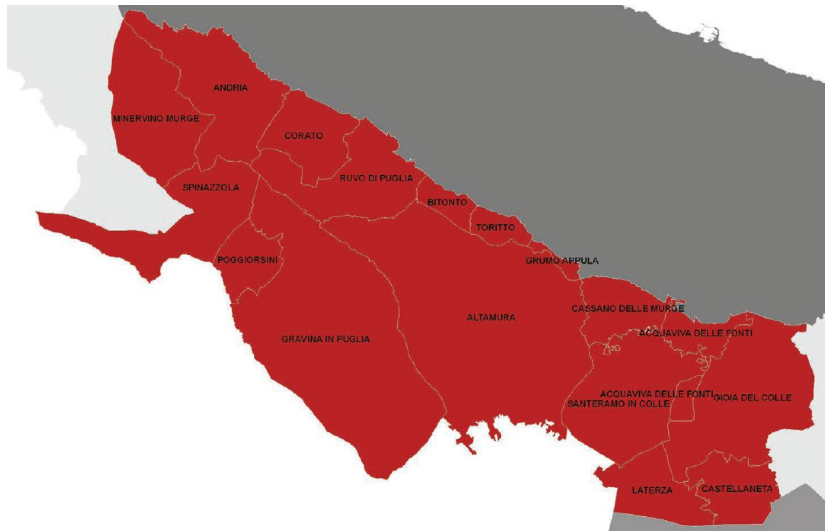 ANDRIA
MINERVINO MURGE
CORATO
RUVO DI PUGLIA
SPINAZZOLA
BITONTO
TORITTO
POGGIORSINI
GRUMO APPULA
CASSANO DELLE MURGE
ALTAMURA
ACQUAVIVA DELLE FONTI
GRAVINA IN PUGLIA
ACQUAVIVA DELLE FONTI
GIOIA DEL COLLE
SANTERAMO IN COLLE
LATERZA
CASTELLANETA